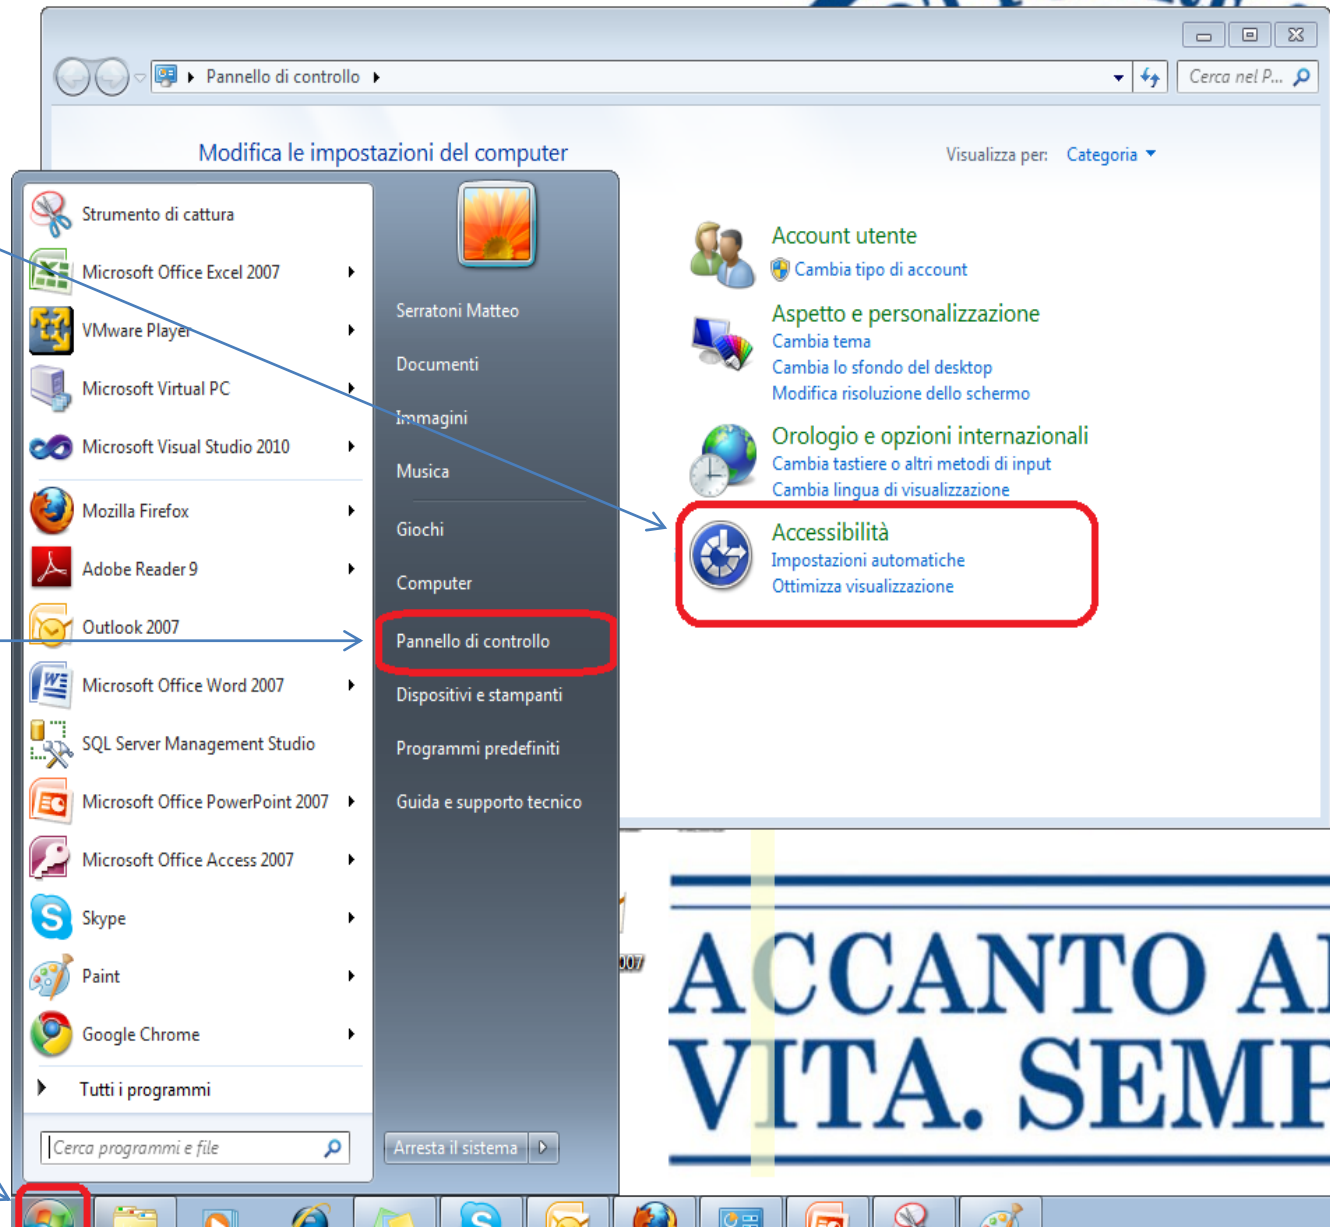 Pannello di controllo
Cerca nel P...
Modifica le impostazioni del computer
Visualizza per: Categoria
Strumento di cattura
Microsoft Office Excel 2007
VMware Player
Microsoft Virtual PC
Microsoft Visual Studio 2010
Mozilla Firefox
Adobe Reader 9
Outlook 2007
Microsoft Office Word 2007
SQL Server Management Studio
Microsoft Office PowerPoint 2007
Microsoft Office Access 2007
Skype
Paint
Google Chrome
Tutti i programmi
Cerca programmi e file
Serratoni Matteo
Documenti
Immagini
Musica
Giochi
Computer
Pannello di controllo
Dispositivi e stampanti
Programmi predefiniti
Guida e supporto tecnico
Arresta il sistema
Account utente
Cambia tipo di account
Aspetto e personalizzazione
Cambia tema
Cambia lo sfondo del desktop
Modifica risoluzione dello schermo
Orologio e opzioni internazionali
Cambia tastiere o altri metodi di input
Cambia lingua di visualizzazione
Accessibilità
Impostazioni automatiche
Ottimizza visualizzazione
007
ACCANTO
VITA. SEMP